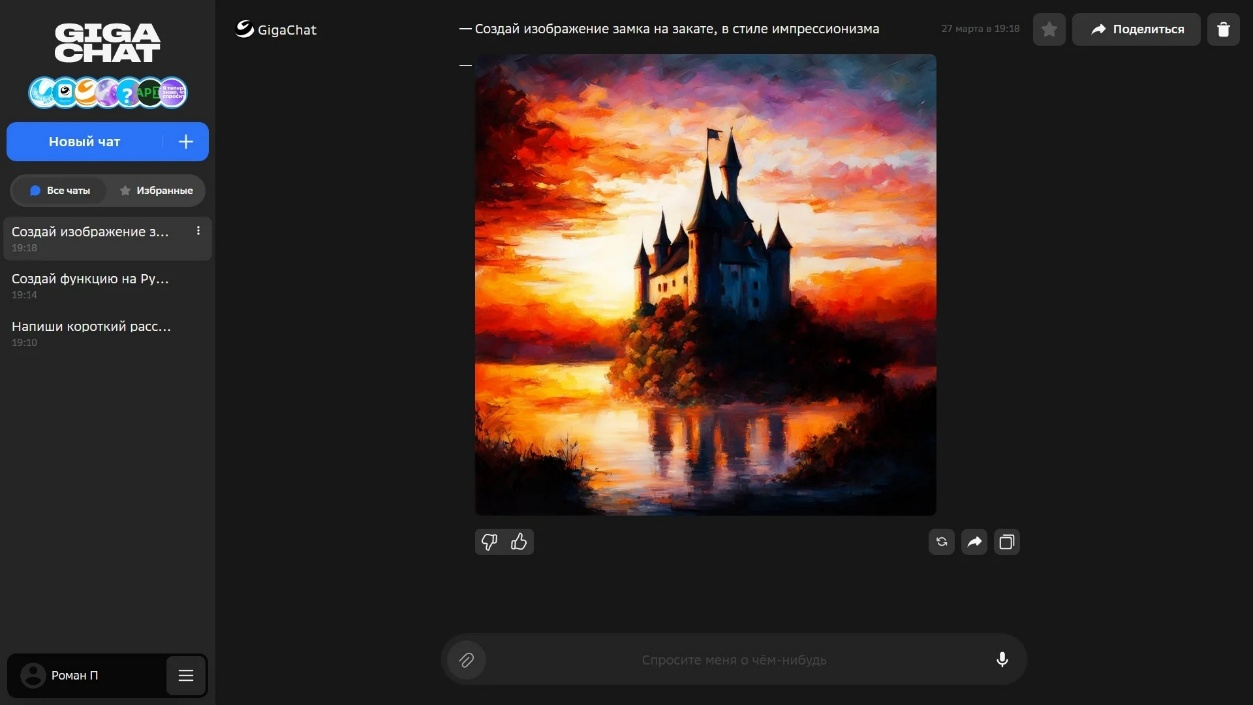 GIGA
CHAT
? API
Новый чат
Все чаты
Избранные
Создай изображение з...
19:18
Создай функцию на Py...
19:14
Напиши короткий расс...
19:10
Роман П
GigaChat
— Создай изображение замка на закате, в стиле импрессионизма
27 марта в 19:18
Поделиться
—
Спросите меня о чём-нибудь